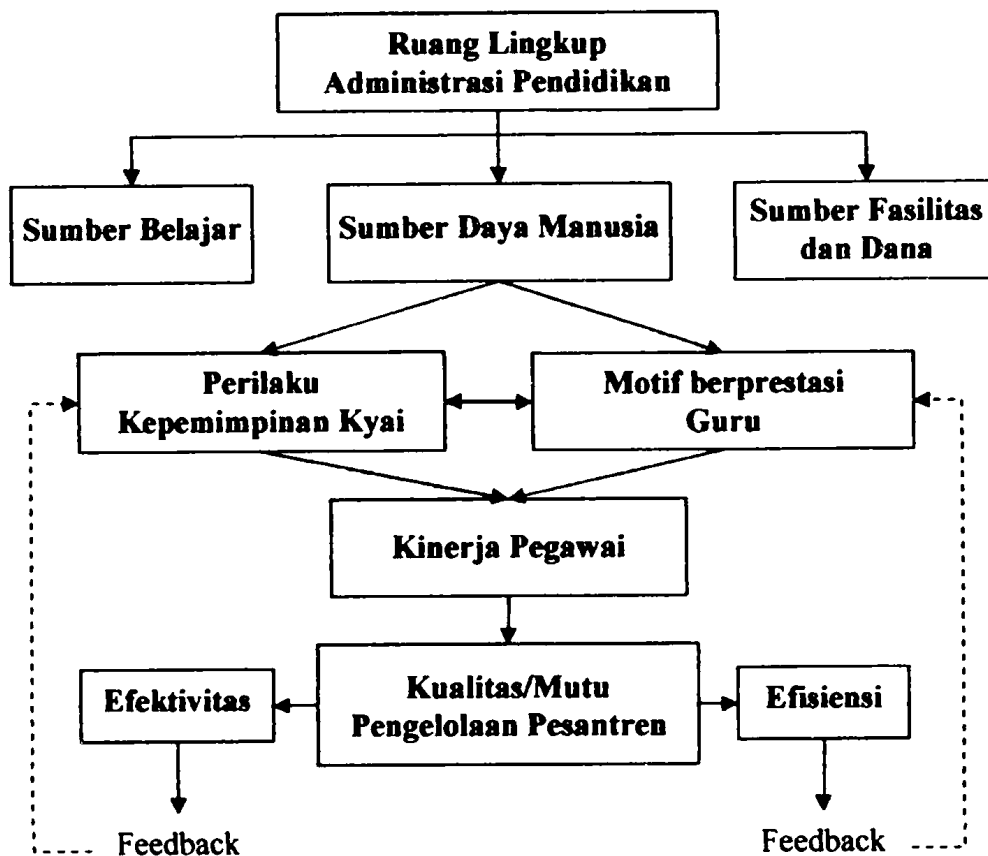 Ruang Lingkup
Administrasi Pendidikan
Sumber Belajar
Sumber Daya Manusia
Sumber Fasilitas
dan Dana
Perilaku
Kepemimpinan Kyai
Motif berprestasi
Guru
Kinerja Pegawai
Efektivitas
Kualitas/Mutu
Pengelolaan Pesantren
Efisiensi
Feedback
Feedback